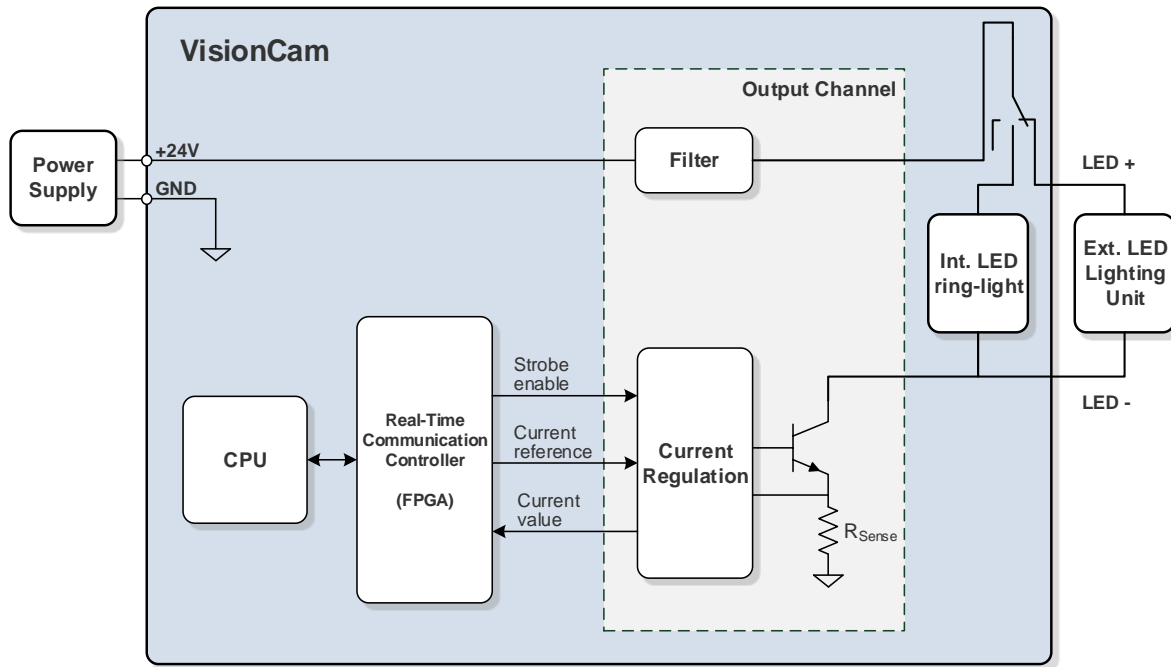 VisionCam
Output Channel
Power
Supply
+24V
GND
Filter
LED +
Int. LED
ring-light
Ext. LED
Lighting
Unit
LED -
CPU
Real-Time
Communication
Controller
(FPGA)
Strobe
enable
Current
reference
Current
value
Current
Regulation
RSense